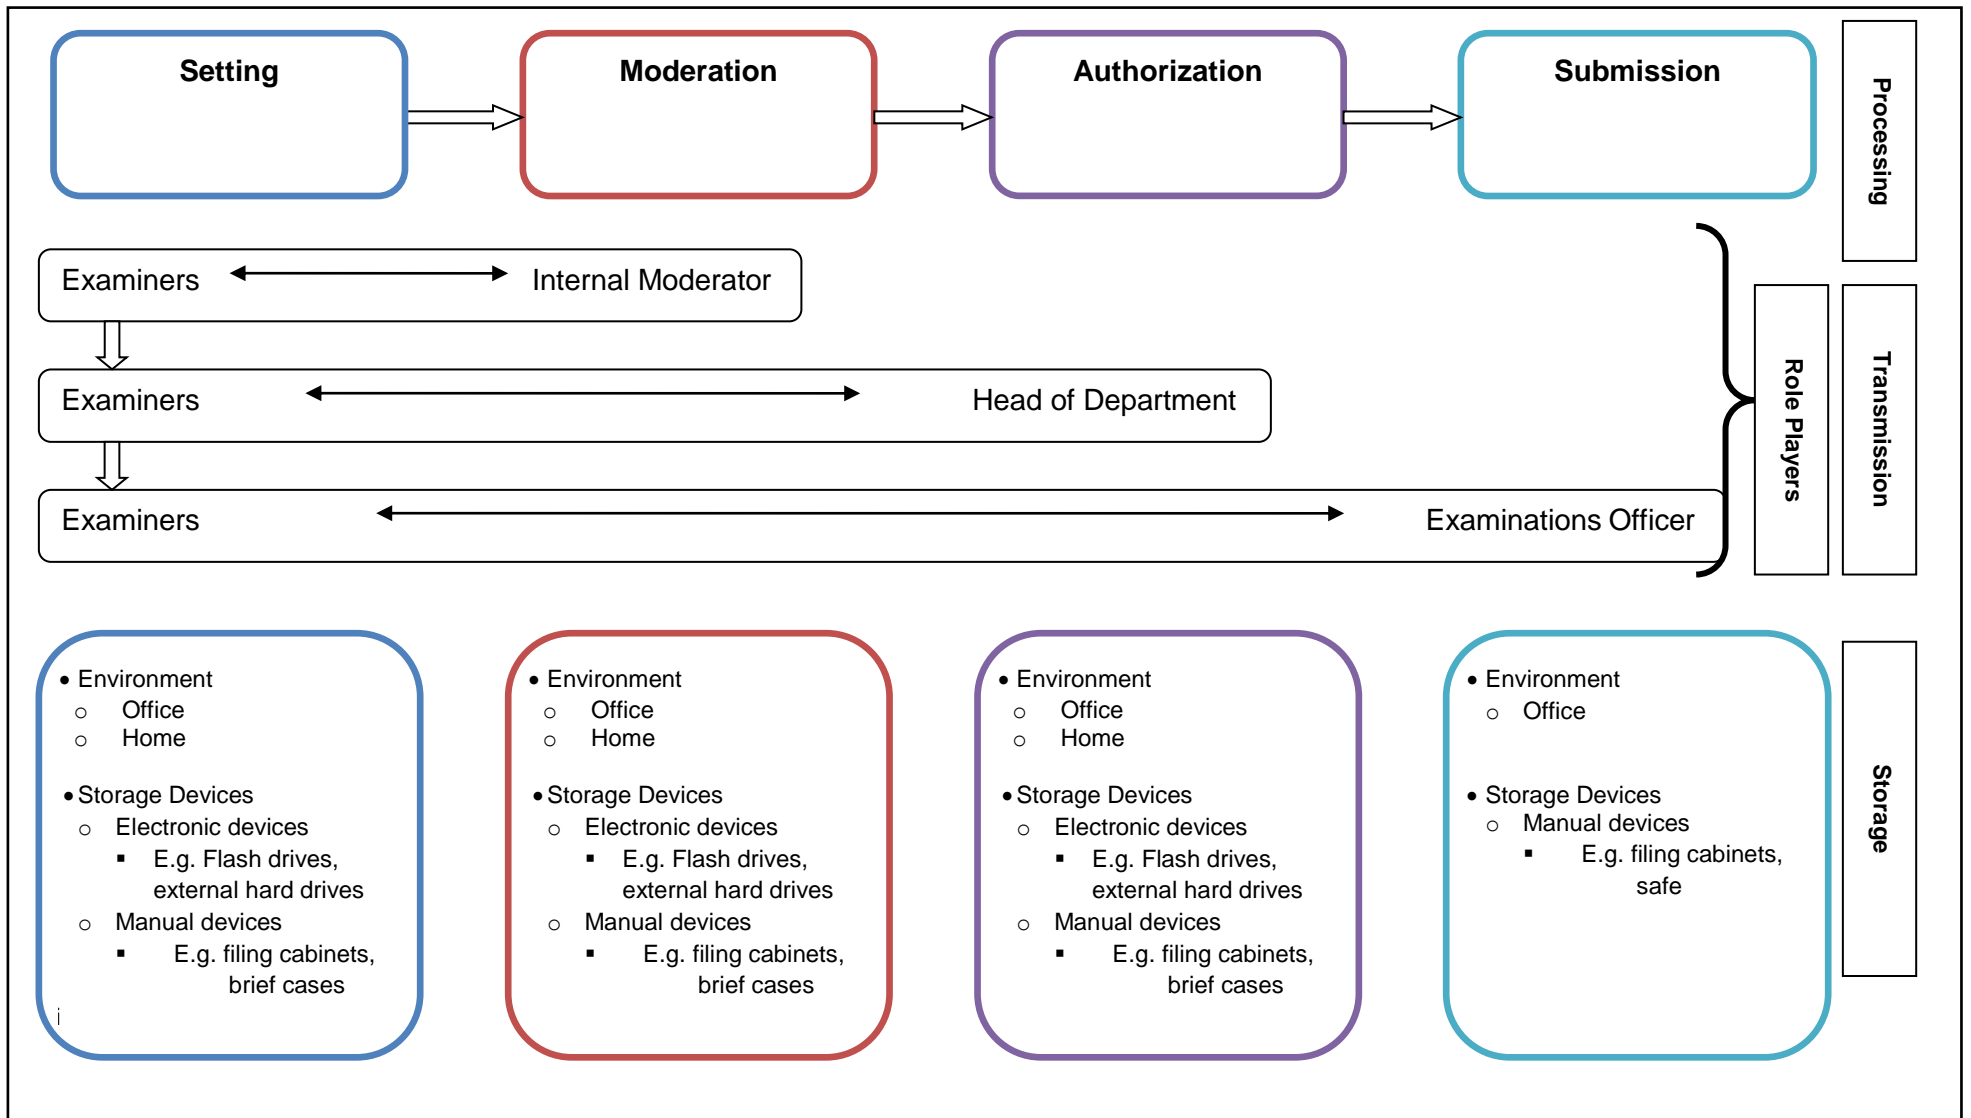 Setting
Moderation
Authorization
Submission
Processing
Examiners
Internal Moderator
Examiners
Head of Department
Examiners
Examinations Officer
Role Players
Transmission
• Environment
o Office
o Home
• Storage Devices
o Electronic devices
▪ E.g. Flash drives,
external hard drives
o Manual devices
▪ E.g. filing cabinets,
brief cases
i
• Environment
o Office
o Home
• Storage Devices
o Electronic devices
▪ E.g. Flash drives,
external hard drives
o Manual devices
▪ E.g. filing cabinets,
brief cases
• Environment
o Office
o Home
• Storage Devices
o Electronic devices
▪ E.g. Flash drives,
external hard drives
o Manual devices
▪ E.g. filing cabinets,
brief cases
• Environment
o Office
• Storage Devices
o Manual devices
▪ E.g. filing cabinets,
safe
Storage